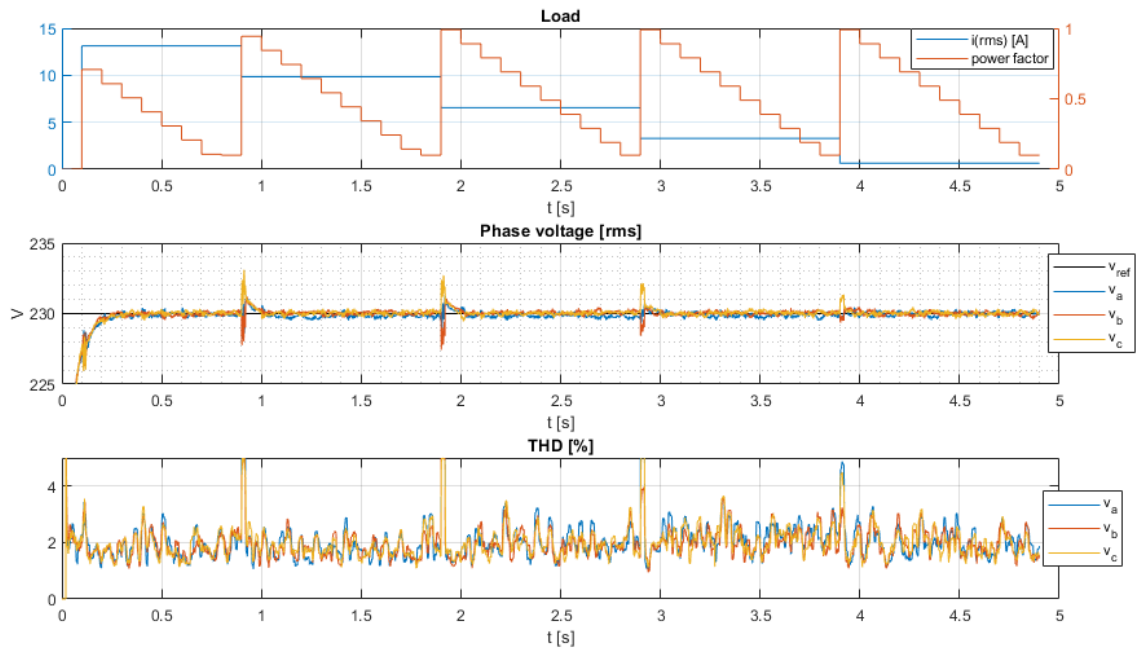 Load
15
10
5
0
1
0.5
0
i(rms) [A]
power factor
0 0.5 1 1.5 2 2.5 3 3.5 4 4.5 5
t [s]
Phase voltage [rms]
235
230
225
V
v_ref
v_a
v_b
v_c
0 0.5 1 1.5 2 2.5 3 3.5 4 4.5 5
t [s]
THD [%]
4
2
0
v_a
v_b
v_c
0 0.5 1 1.5 2 2.5 3 3.5 4 4.5 5
t [s]